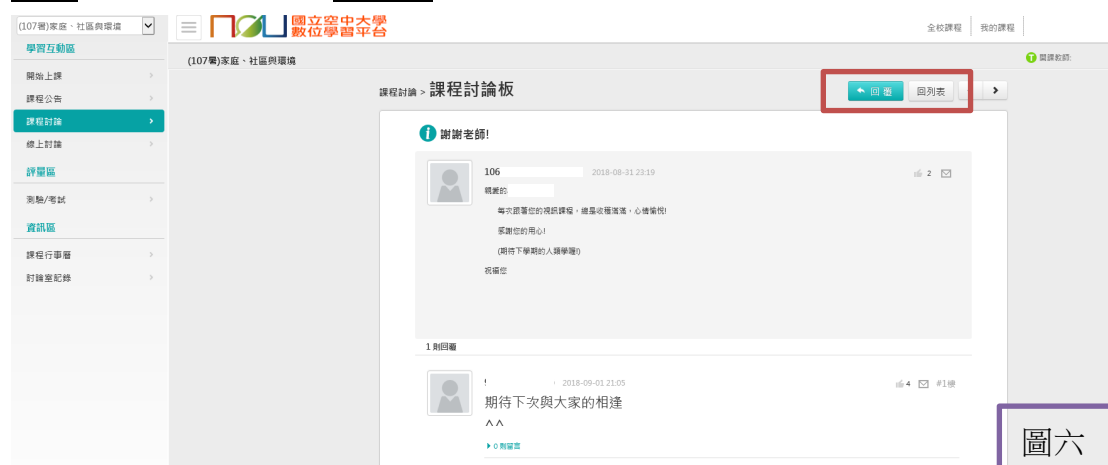 (107暑)家庭、社區與環境
國立空中大學
數位學習平台
全校課程
我的課程
學習互動區
(107暑)家庭、社區與環境
T 開課教師:
開始上課
課程公告
課程討論
線上討論
課程討論 > 課程討論板
回覆
回列表
謝謝老師!
評量區
106
2018-08-31 23:19
2
親愛的
測驗/考試
每次跟著您的視訊課程,總是收穫滿滿、心情愉悅!
資訊區
感謝您的用心!
課程行事曆
(期待下學期的人類學喔!)
討論室記錄
祝福您
1 則回覆
2018-09-01 21:05
4
#1樓
期待下次與大家的相逢
^^
0 則留言
圖六